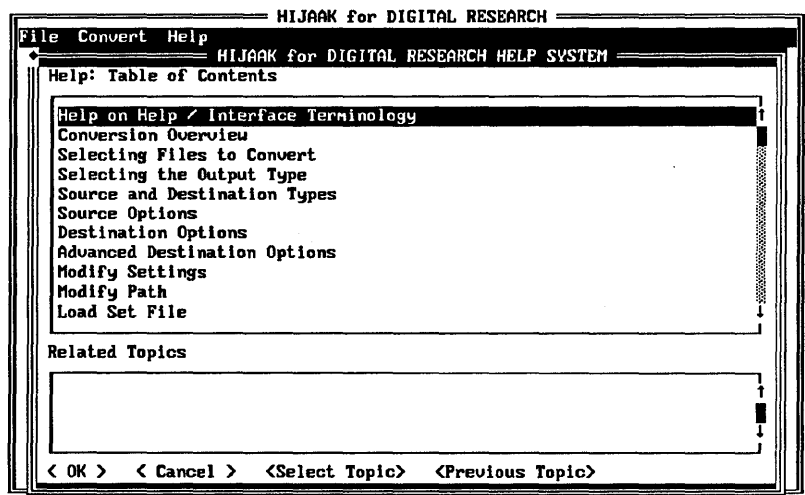 HIJAAK for DIGITAL RESEARCH
File Convert Help
HIJAAK for DIGITAL RESEARCH HELP SYSTEM
Help: Table of Contents
Help on Help / Interface Terminology
Conversion Overview
Selecting Files to Convert
Selecting the Output Type
Source and Destination Types
Source Options
Destination Options
Advanced Destination Options
Modify Settings
Modify Path
Load Set File
Related Topics
< OK > < Cancel > <Select Topic> <Previous Topic>